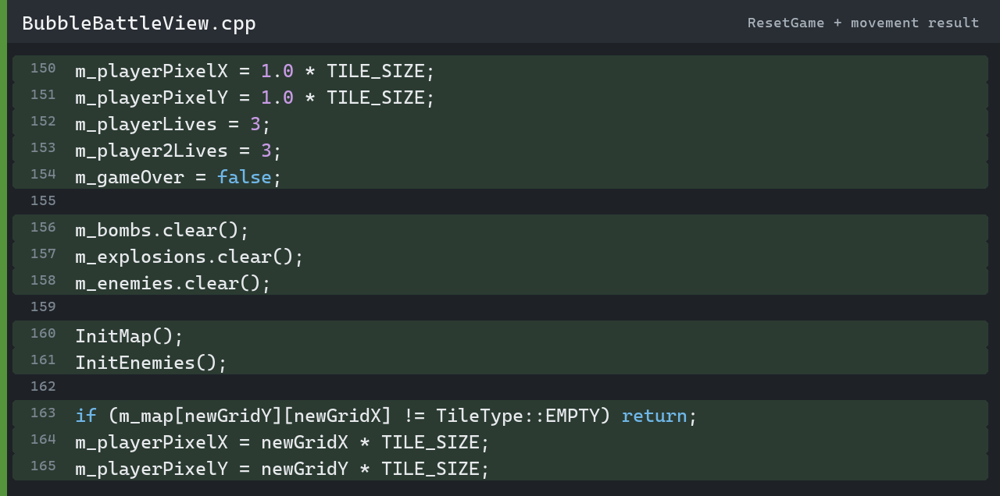 BubbleBattleView.cpp
ResetGame + movement result
150 m_playerPixelX = 1.0 * TILE_SIZE;
151 m_playerPixelY = 1.0 * TILE_SIZE;
152 m_playerLives = 3;
153 m_player2Lives = 3;
154 m_gameOver = false;
155
156 m_bombs.clear();
157 m_explosions.clear();
158 m_enemies.clear();
159
160 InitMap();
161 InitEnemies();
162
163 if (m_map[newGridY][newGridX] != TileType::EMPTY) return;
164 m_playerPixelX = newGridX * TILE_SIZE;
165 m_playerPixelY = newGridY * TILE_SIZE;